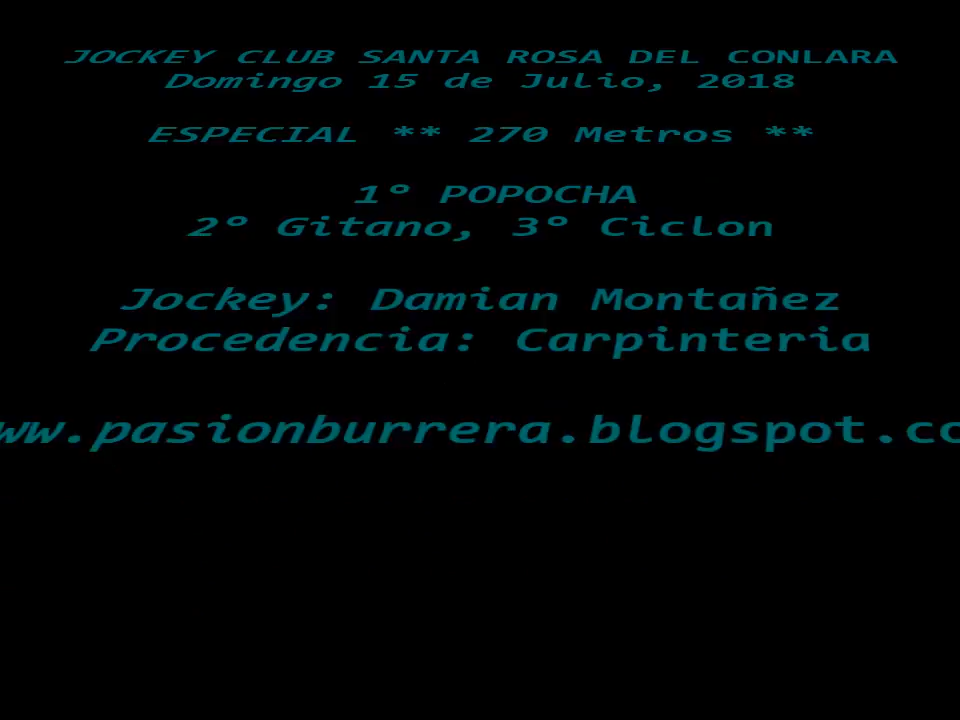 JOCKEY CLUB SANTA ROSA DEL CONLARA
Domingo 15 de Julio, 2018
ESPECIAL ** 270 Metros **
1º POPOCHA
2º Gitano, 3º Ciclon
Jockey: Damian Montañez
Procedencia: Carpinteria
ww.pasionburrera.blogspot.co